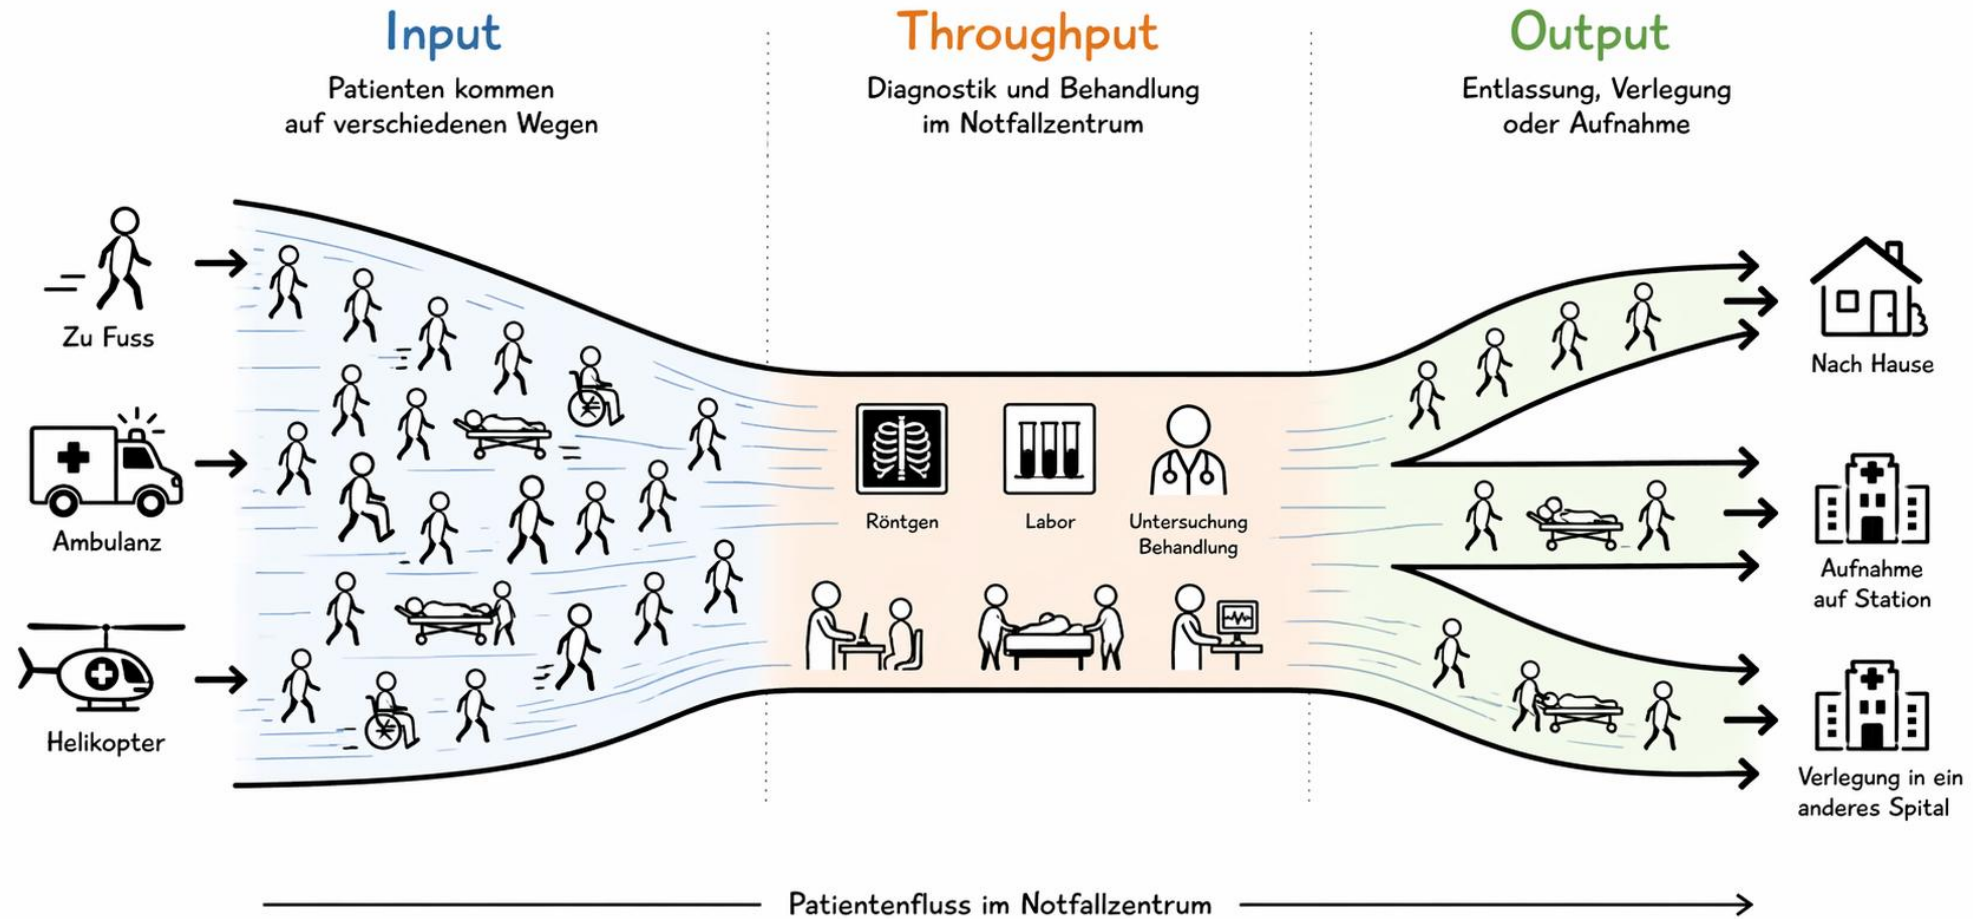 Input
Patienten kommen
auf verschiedenen Wegen
Throughput
Diagnostik und Behandlung
im Notfallzentrum
Output
Entlassung, Verlegung
oder Aufnahme
Zu Fuss
Ambulanz
Helikopter
Röntgen
Labor
Untersuchung
Behandlung
Nach Hause
Aufnahme
auf Station
Verlegung in ein
anderes Spital
Patientenfluss im Notfallzentrum